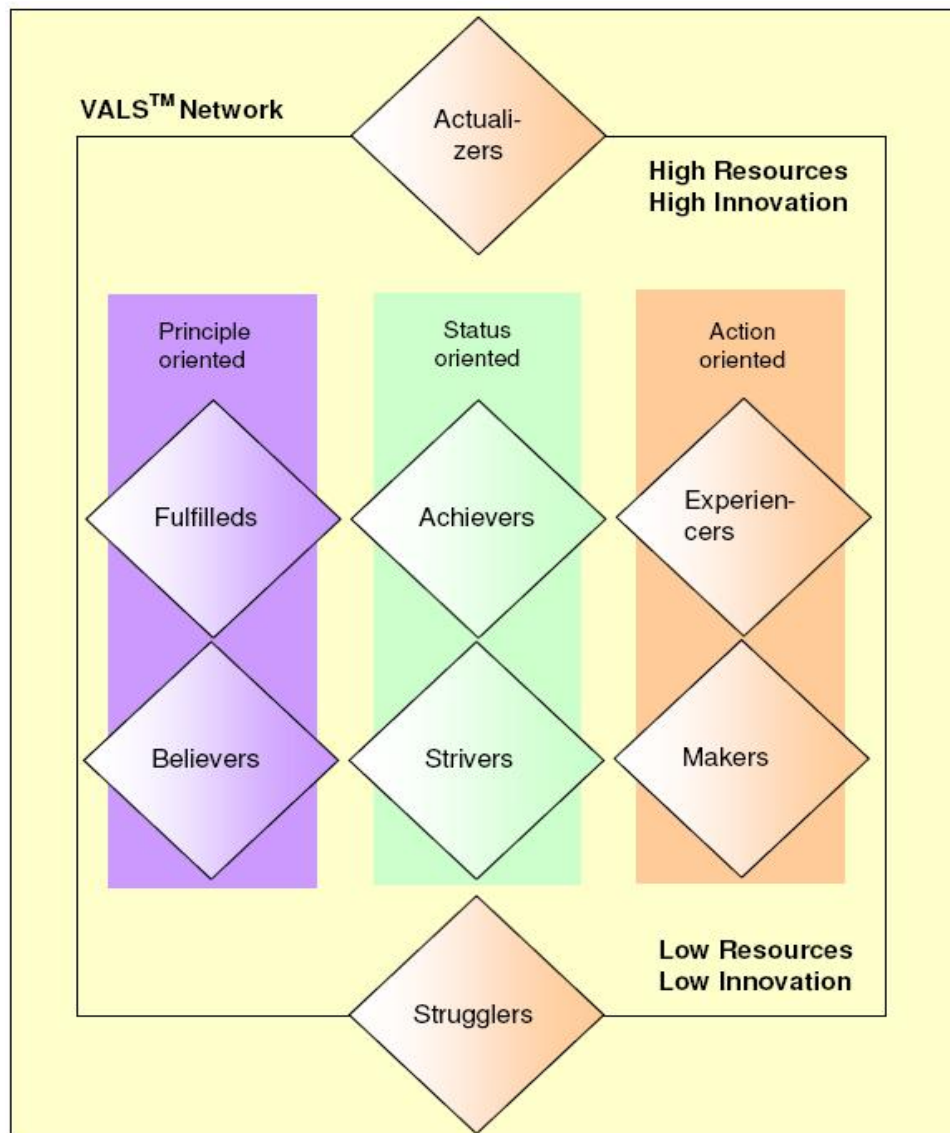 VALS™ Network
Actuali-
zers
High Resources
High Innovation
Principle
oriented
Status
oriented
Action
oriented
Fulfilleds
Achievers
Experien-
cers
Believers
Strivers
Makers
Low Resources
Low Innovation
Strugglers